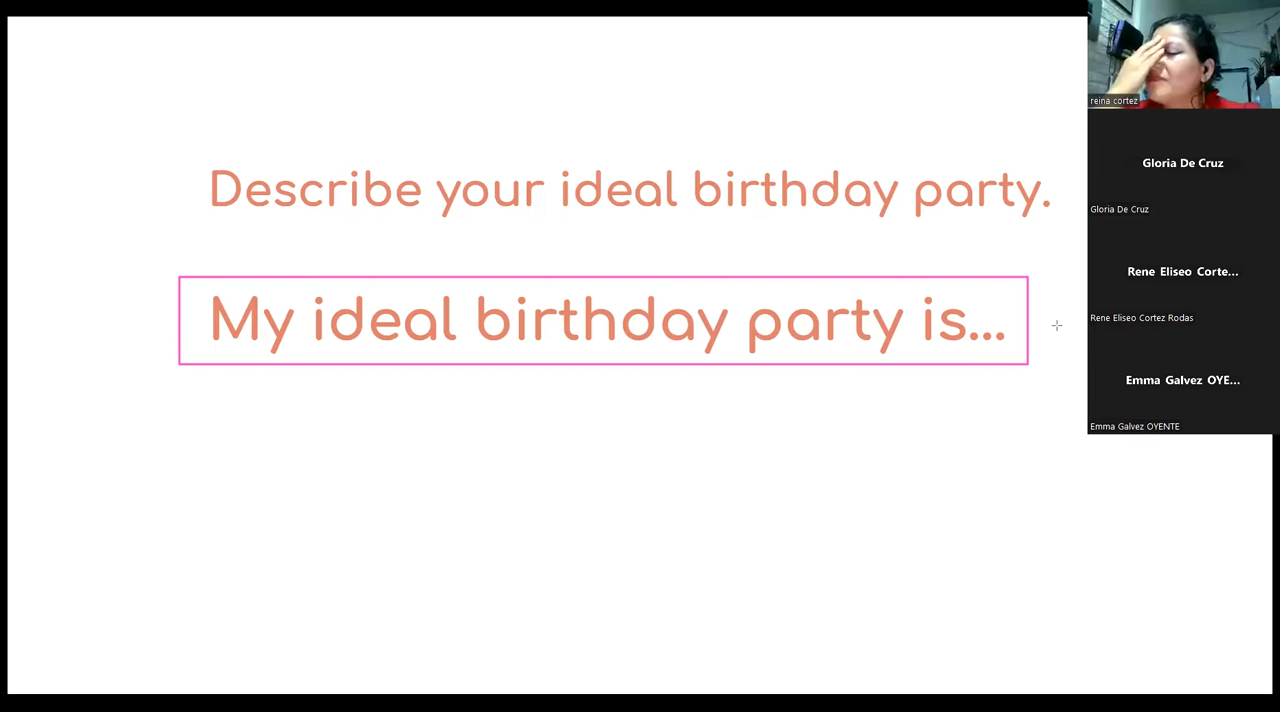 Describe your ideal birthday party.
My ideal birthday party is...
reina cortez
Gloria De Cruz
Gloria De Cruz
Rene Eliseo Corte...
Rene Eliseo Cortez Rodas
Emma Galvez OYE...
Emma Galvez OYENTE